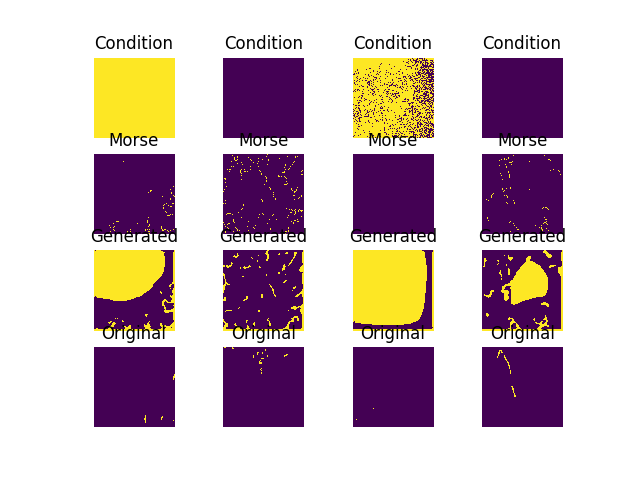 Condition Condition Condition Condition
Morse Morse Morse Morse
Generated Generated Generated Generated
Original Original Original Original